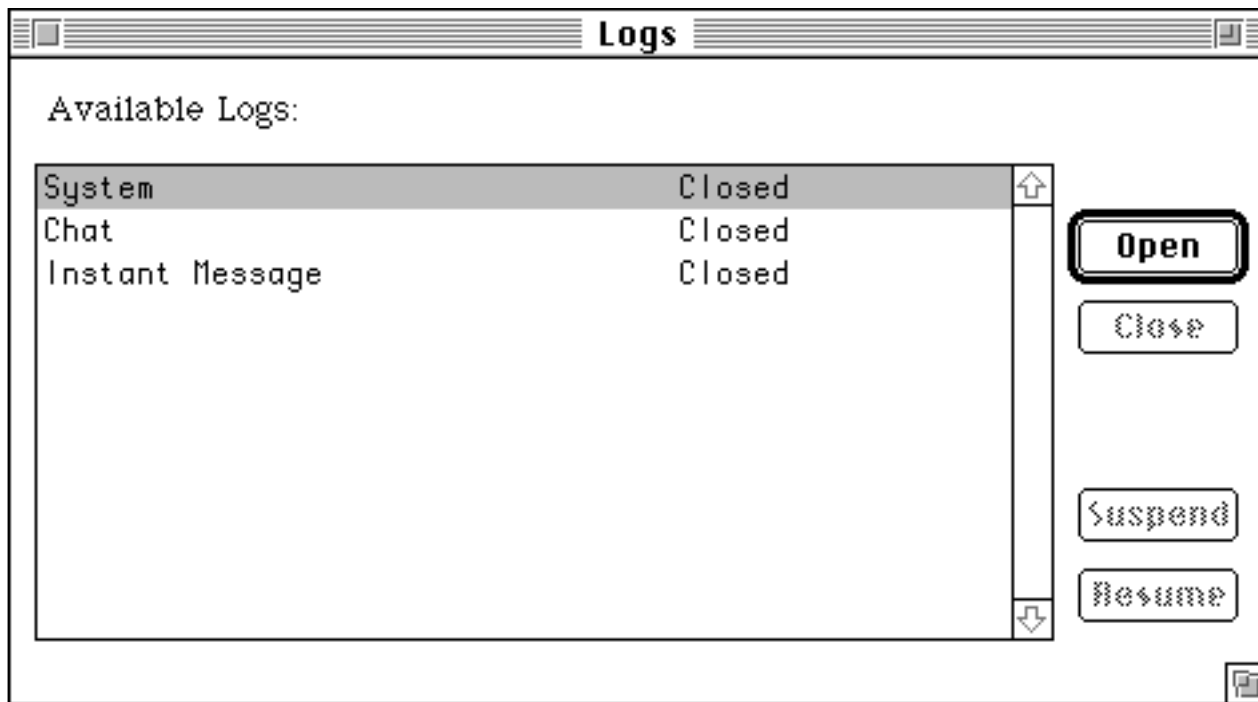 Logs
Available Logs:
System Closed
Chat Closed
Instant Message Closed
Open
Close
Suspend
Resume